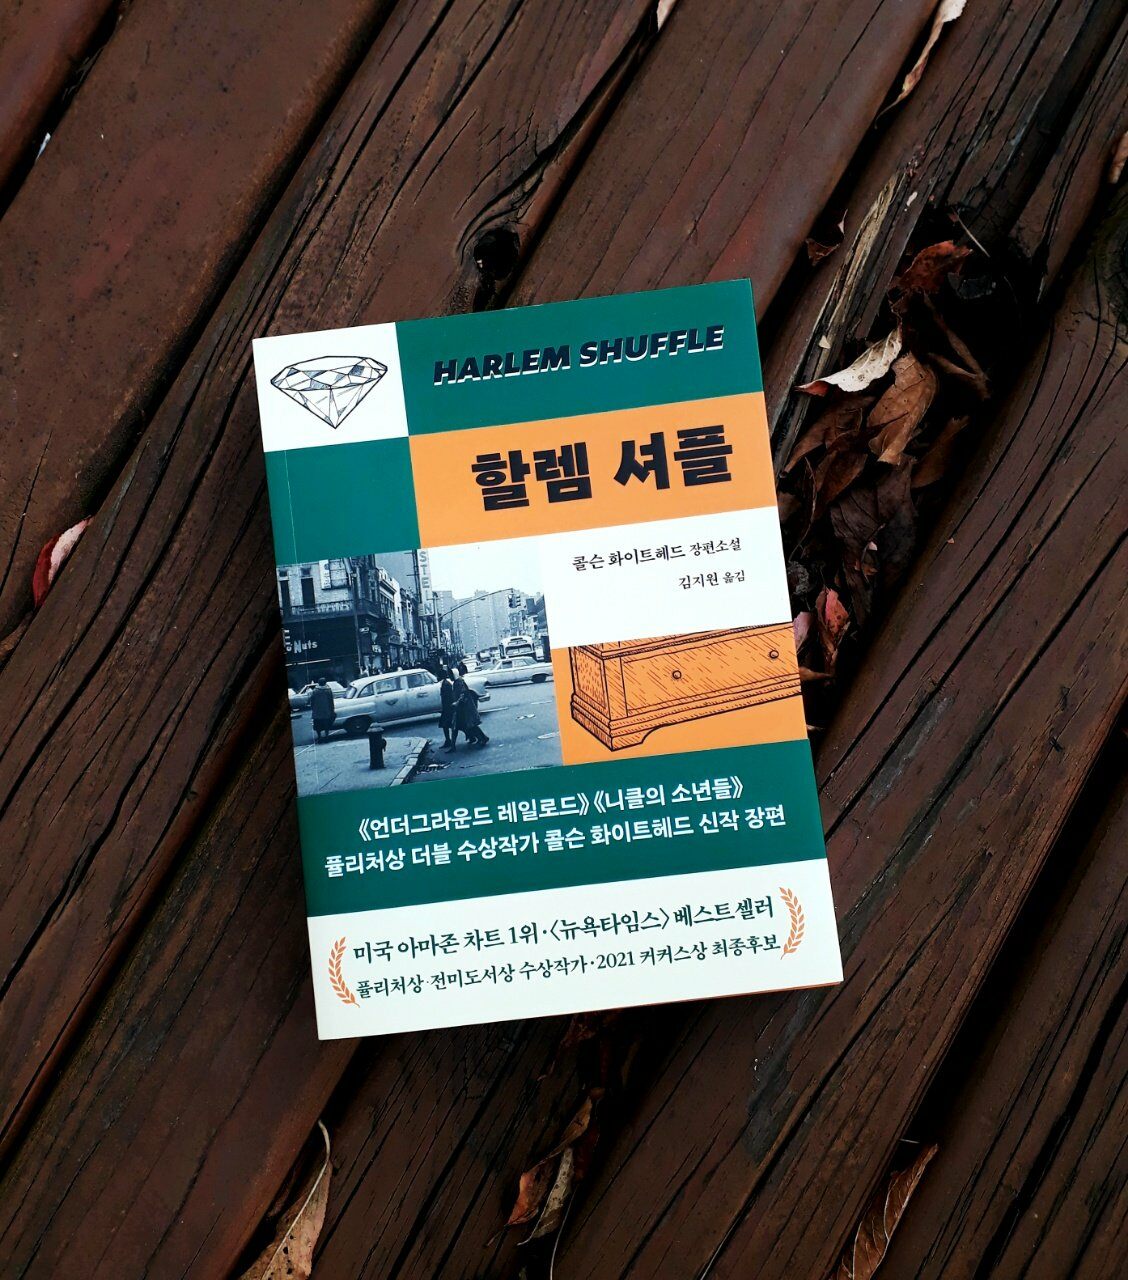 HARLEM SHUFFLE
할렘 셔플
콜슨 화이트헤드 장편소설
김지원 옮김
STEN
Nuts
《언더그라운드 레일로드》《니클의 소년들》
퓰리처상 더블 수상작가 콜슨 화이트헤드 신작 장편
미국 아마존 차트 1위·〈뉴욕타임스〉 베스트셀러
퓰리처상·전미도서상 수상작가·2021 커커스상 최종후보